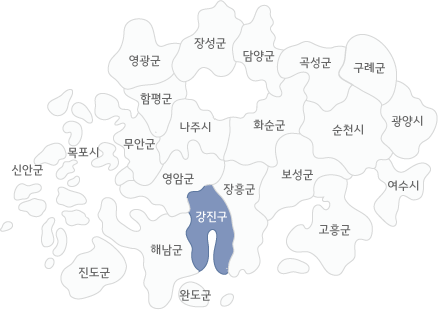 장성군
담양군
영광군
곡성군
구례군
함평군
나주시
화순군
순천시
광양시
무안군
목포시
신안군
영암군
장흥군
보성군
여수시
강진구
고흥군
해남군
진도군
완도군